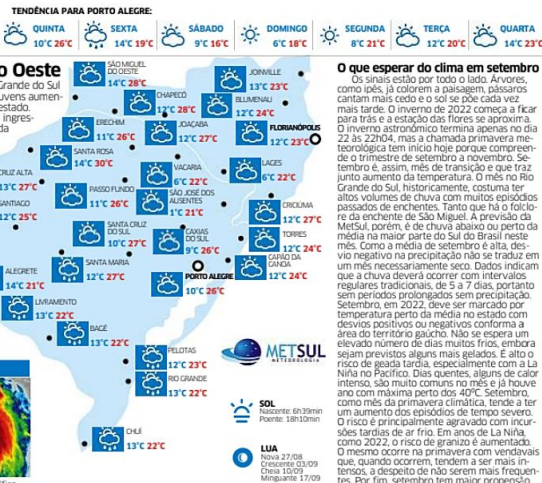 TENDÊNCIA PARA PORTO ALEGRE:
QUINTA
10°C 26°C
SEXTA
14°C 19°C
SÁBADO
9°C 16°C
DOMINGO
6°C 18°C
SEGUNDA
8°C 21°C
TERÇA
12°C 20°C
QUARTA
14°C 23°C
o Oeste
Grande do Sul
uvens aumen-
estado.
ingres-
da
SÃO MIGUEL
DO OESTE
14°C 28°C
JOINVILLE
13°C 23°C
CHAPECÓ
12°C 28°C
BLUMENAU
12°C 24°C
ERECHIM
11°C 26°C
JOAÇABA
12°C 27°C
FLORIANÓPOLIS
12°C 23°C
SANTA ROSA
14°C 30°C
CRUZ ALTA
13°C 27°C
VACARIA
6°C 22°C
LAGES
6°C 22°C
PASSO FUNDO
11°C 26°C
SÃO JOSÉ DOS
AUSENTES
1°C 21°C
SANTIAGO
12°C 25°C
CRICIÚMA
12°C 27°C
SANTA CRUZ
DO SUL
10°C 27°C
CAXIAS
DO SUL
9°C 26°C
TORRES
12°C 24°C
SANTA MARIA
12°C 27°C
CAPÃO DA
CANOA
12°C 24°C
ALEGRETE
14°C 21°C
PORTO ALEGRE
10°C 26°C
LIVRAMENTO
13°C 22°C
BAGÉ
13°C 22°C
PELOTAS
12°C 23°C
RIO GRANDE
13°C 22°C
CHUÍ
13°C 22°C
METSUL
METEOROLOGIA
SOL
Nascente: 6h39min
Poente: 18h10min
LUA
Nova 27/08
Crescente 03/09
Cheia 10/09
Minguante 17/09
O que esperar do clima em setembro
Os sinais estão por todo o lado. Árvores,
como ipês, já colorem a paisagem, pássaros
cantam mais cedo e o sol se põe cada vez
mais tarde. O inverno de 2022 começa a ficar
para trás e a estação das flores se aproxima.
O inverno astronômico termina apenas no dia
22 às 22h04, mas a chamada primavera me-
teorológica tem início hoje porque compreen-
de o trimestre de setembro a novembro. Se-
tembro é, assim, mês de transição e que traz
junto aumento da temperatura. O mês no Rio
Grande do Sul, historicamente, costuma ter
altos volumes de chuva com muitos episódios
passados de enchentes. Tanto que há o folclo-
re da enchente de São Miguel. A previsão da
MetSul, porém, é de chuva abaixo ou perto da
média na maior parte do Sul do Brasil neste
mês. Como a média de setembro é alta, des-
vio negativo na precipitação não se traduz em
um mês necessariamente seco. Dados indicam
que a chuva deverá ocorrer com intervalos
regulares tradicionais, de 5 a 7 dias, portanto
sem períodos prolongados sem precipitação.
Setembro, em 2022, deve ser marcado por
temperatura perto da média no estado com
desvios positivos ou negativos conforme a
área do território gaúcho. Não se espera um
elevado número de dias muitos frios, embora
sejam previstos alguns mais gelados. É alto o
risco de geada tardia, especialmente com a La
Niña no Pacífico. Dias quentes, alguns de calor
intenso, são muito comuns no mês e já houve
ano com máxima perto dos 40°C. Setembro,
como mês da primavera climática, tende a ter
um aumento dos episódios de tempo severo.
O risco é principalmente agravado com incur-
sões tardias de ar frio. Em anos de La Niña,
como 2022, o risco de granizo é aumentado.
O mesmo ocorre na primavera com vendavais
que, quando ocorrem, tendem a ser mais in-
tensos, a despeito de não serem mais frequen-
tes. Por fim, setembro tem maior propensão